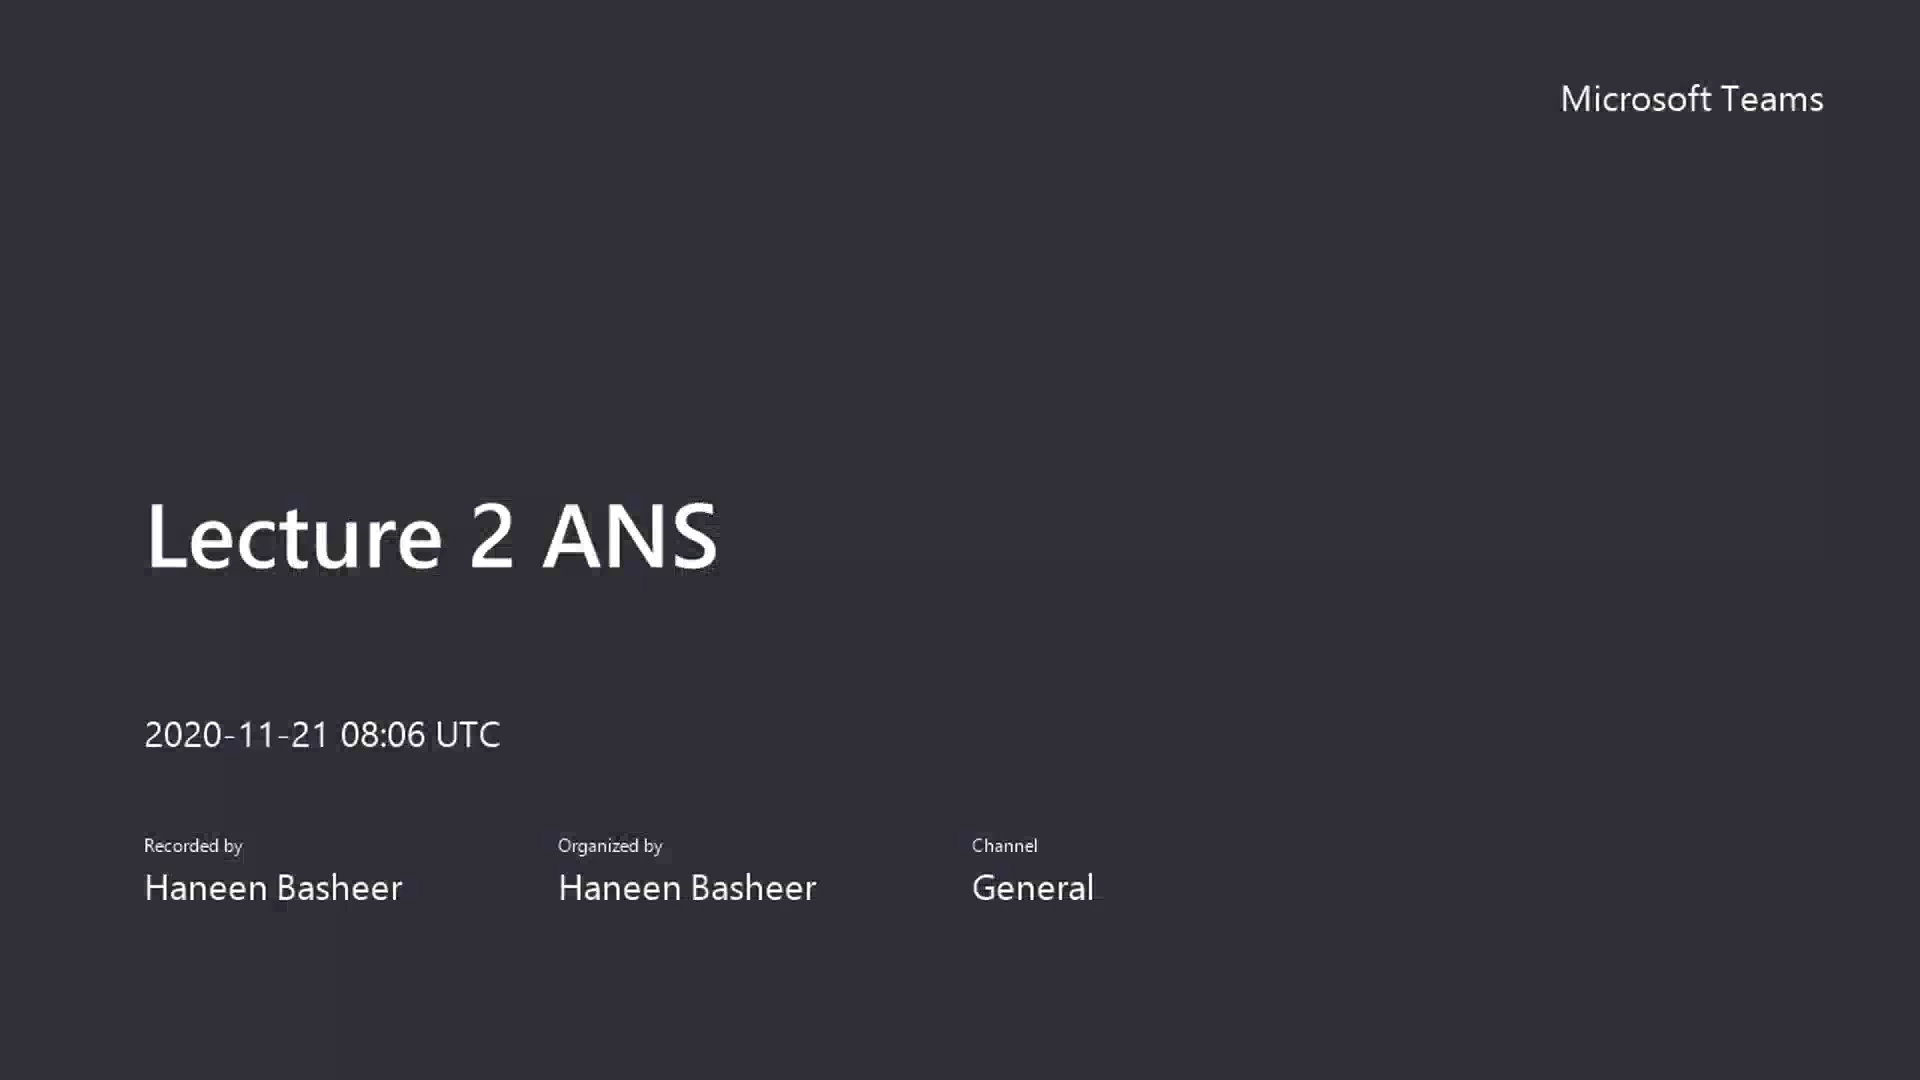 Microsoft Teams
Lecture 2 ANS
2020-11-21 08:06 UTC
Recorded by
Haneen Basheer
Organized by
Haneen Basheer
Channel
General